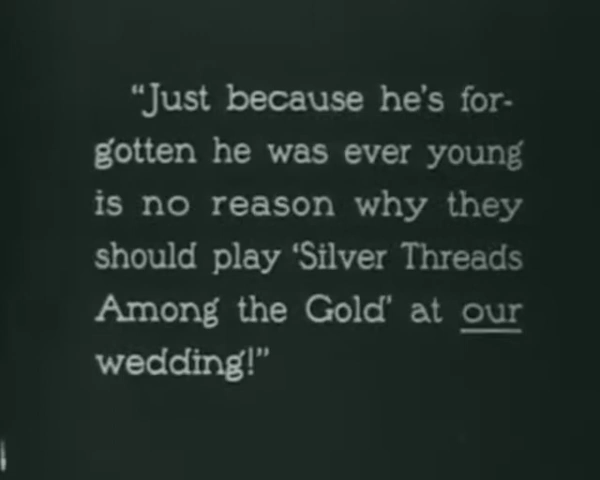 "Just because he's for-
gotten he was ever young
is no reason why they
should play 'Silver Threads
Among the Gold' at our
wedding!"